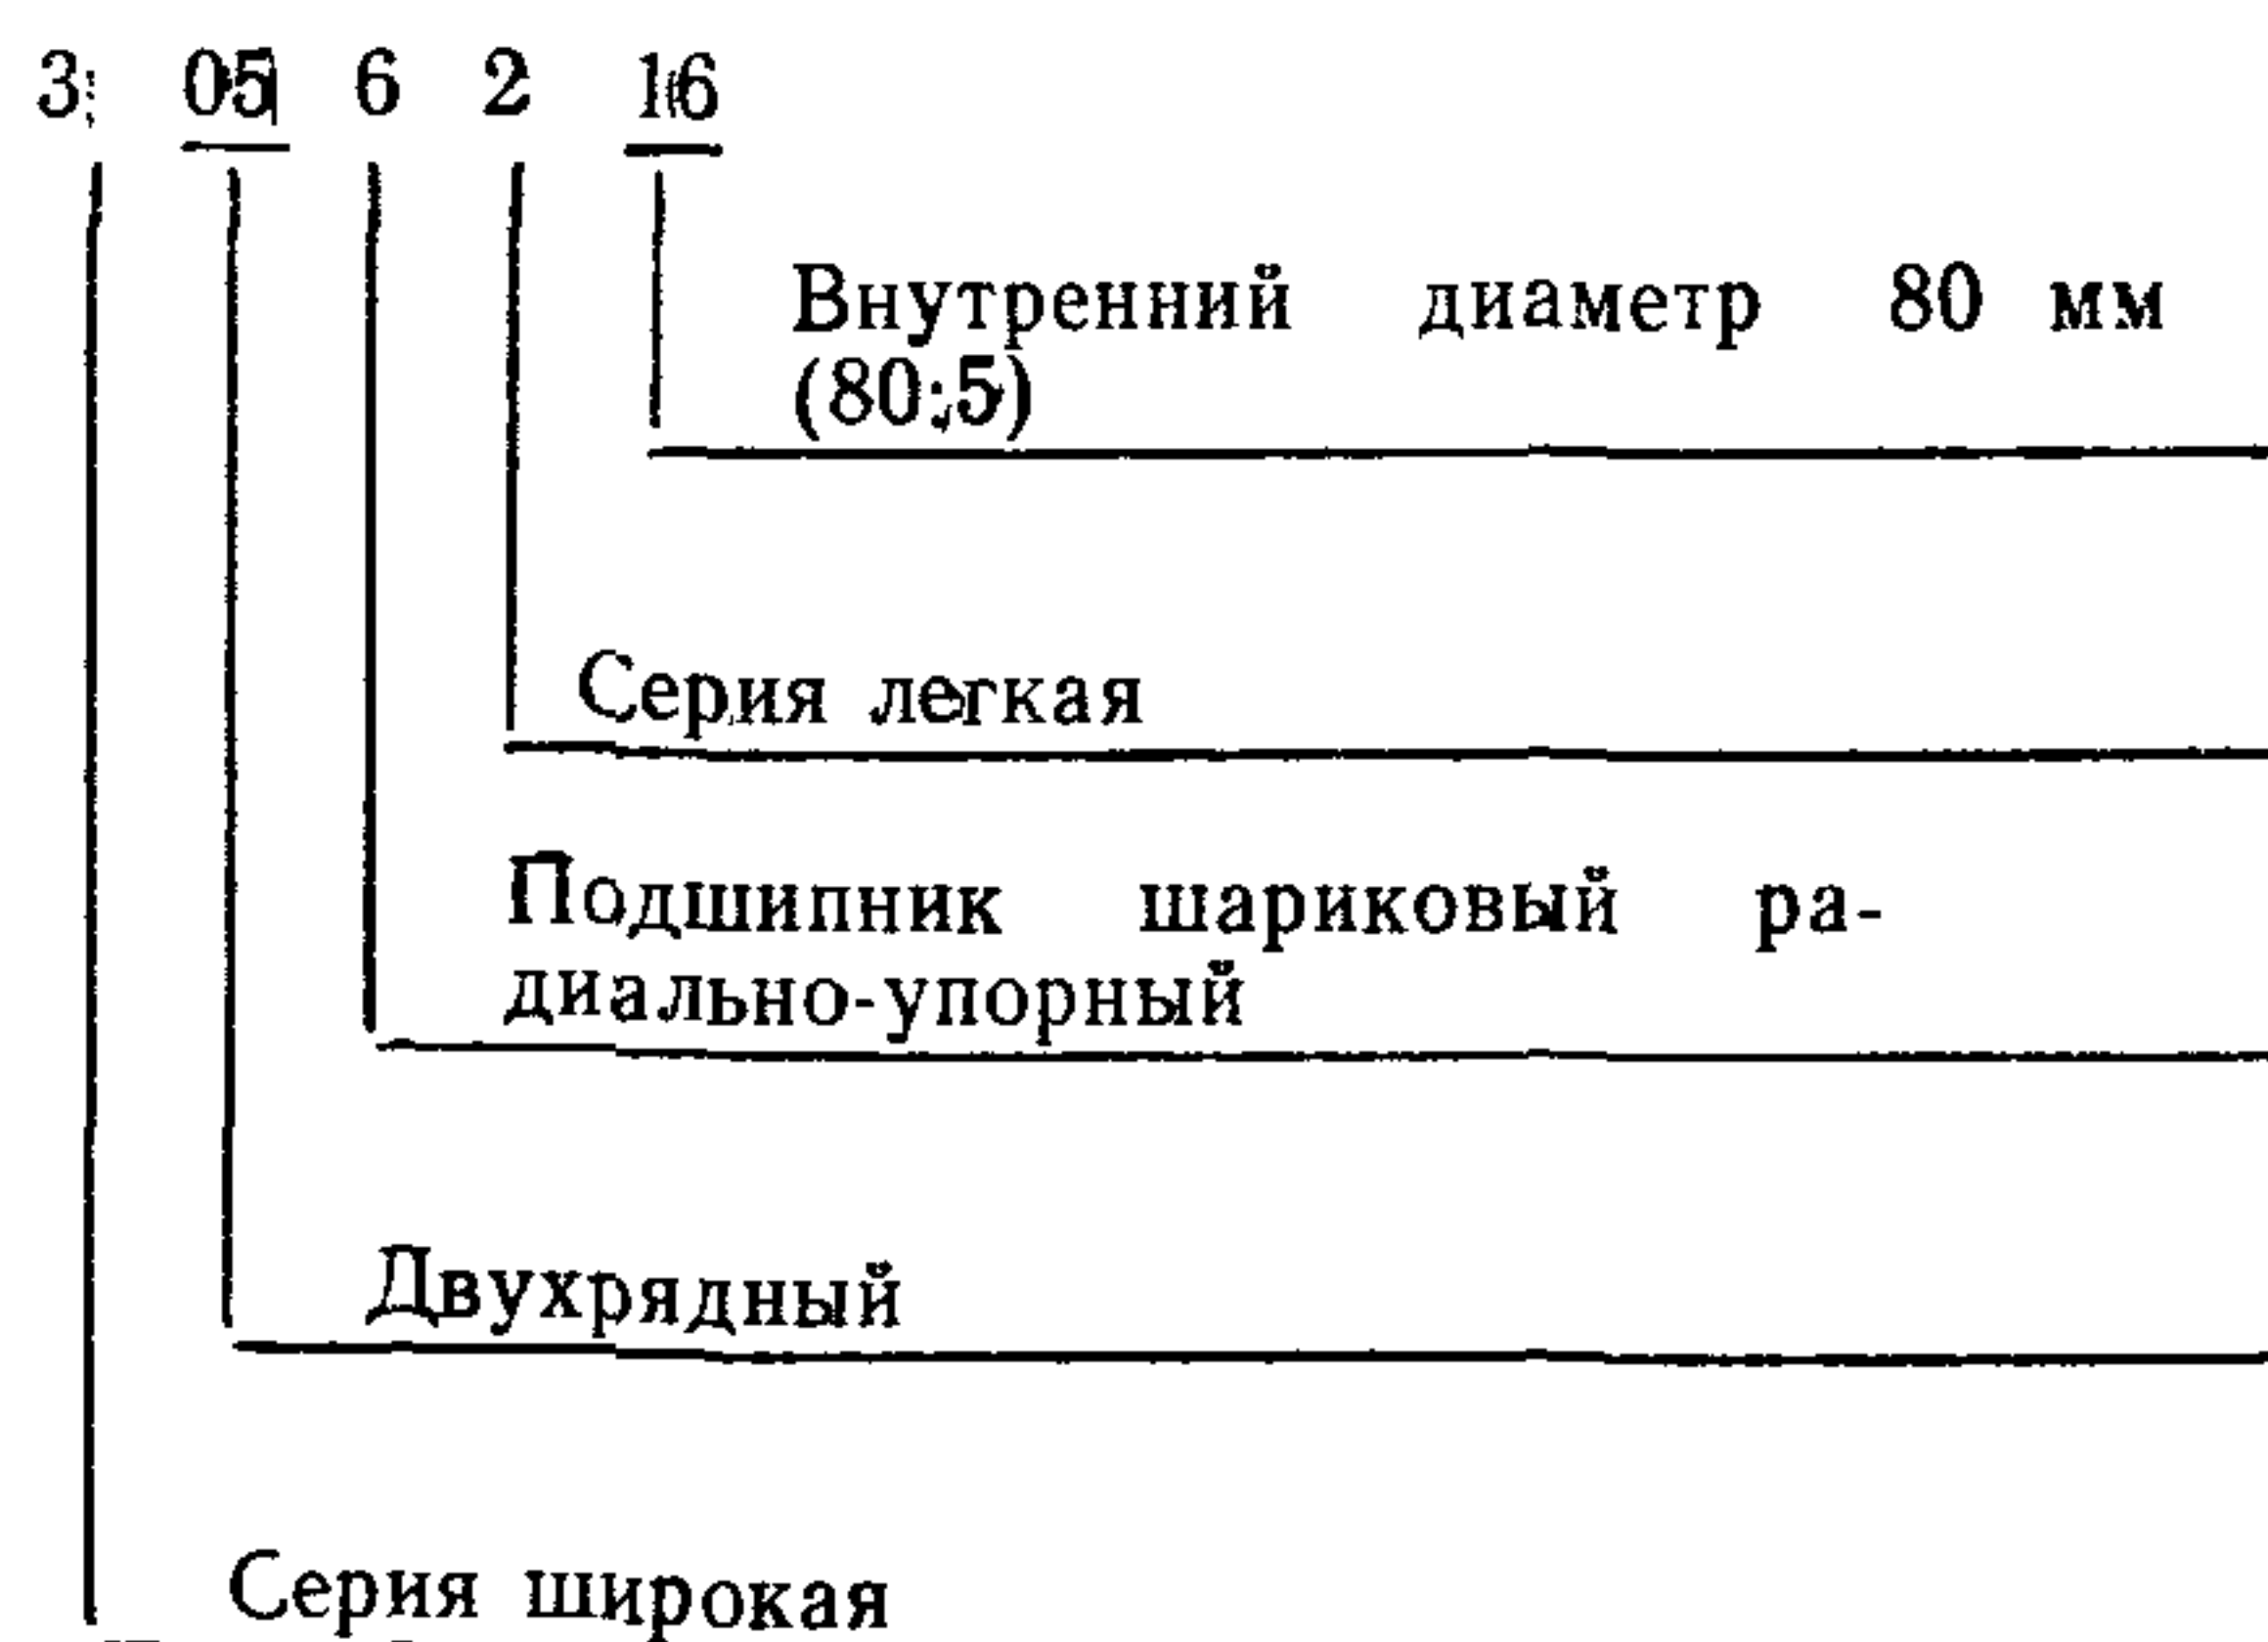 3 05 6 2 16
Внутренний диаметр 80 мм
(80:5)
Серия легкая
Подшипник шариковый ра-
диально-упорный
Двухрядный
Серия широкая